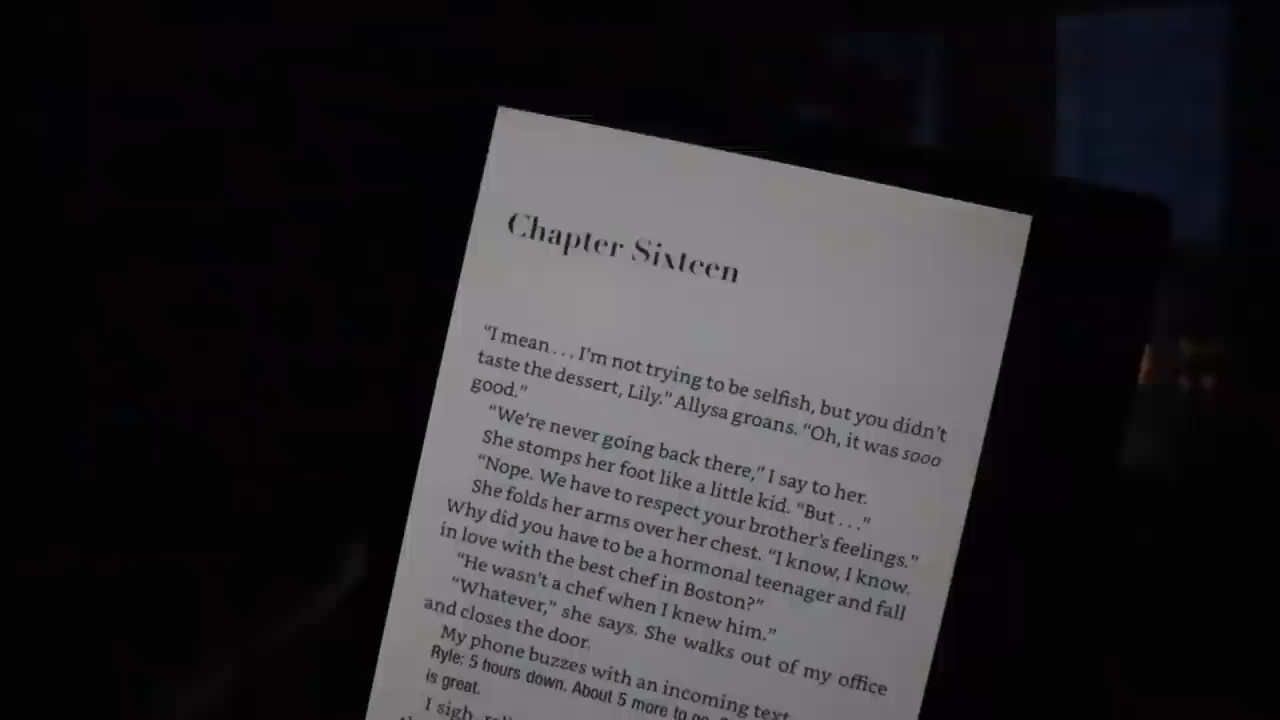 Chapter Sixteen
“I mean . . . I'm not trying to be selfish, but you didn't
taste the dessert, Lily.” Allysa groans. “Oh, it was sooo
good.”
“We're never going back there,” I say to her.
She stomps her foot like a little kid. “But . . .”
“Nope. We have to respect your brother's feelings.”
She folds her arms over her chest. “I know, I know.
Why did you have to be a hormonal teenager and fall
in love with the best chef in Boston?”
“He wasn't a chef when I knew him.”
“Whatever,” she says. She walks out of my office
and closes the door.
My phone buzzes with an incoming text.
Ryle: 5 hours down. About 5 more to go.
is great.
I sigh,